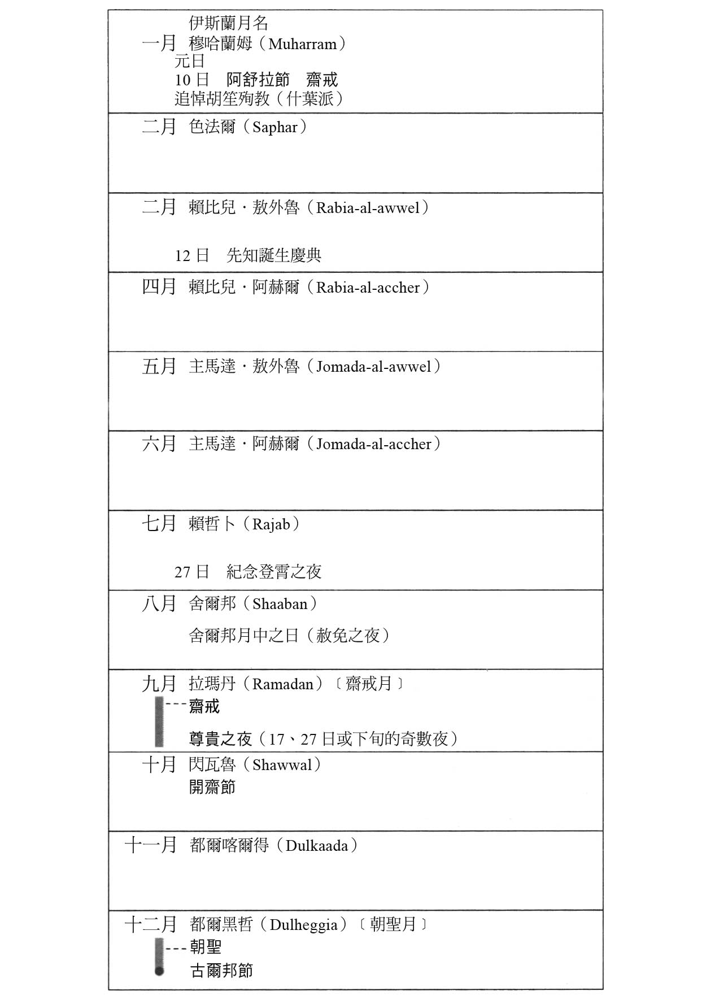 伊斯蘭月名
一月 穆哈蘭姆（Muharram）
元日
10 日　阿舒拉節　齋戒
追悼胡笙殉教（什葉派）
二月 色法爾（Saphar）
二月 賴比兒．敖外魯（Rabia-al-awwel）
12 日　先知誕生慶典
四月 賴比兒．阿赫爾（Rabia-al-accher）
五月 主馬達．敖外魯（Jomada-al-awwel）
六月 主馬達．阿赫爾（Jomada-al-accher）
七月 賴哲卜（Rajab）
27 日　紀念登霄之夜
八月 舍爾邦（Shaaban）
舍爾邦月中之日（赦免之夜）
九月 拉瑪丹（Ramadan）﹝齋戒月﹞
齋戒
尊貴之夜（17、27 日或下旬的奇數夜）
十月 閃瓦魯（Shawwal）
開齋節
十一月 都爾喀爾得（Dulkaada）
十二月 都爾黑哲（Dulheggia）﹝朝聖月﹞
朝聖
古爾邦節